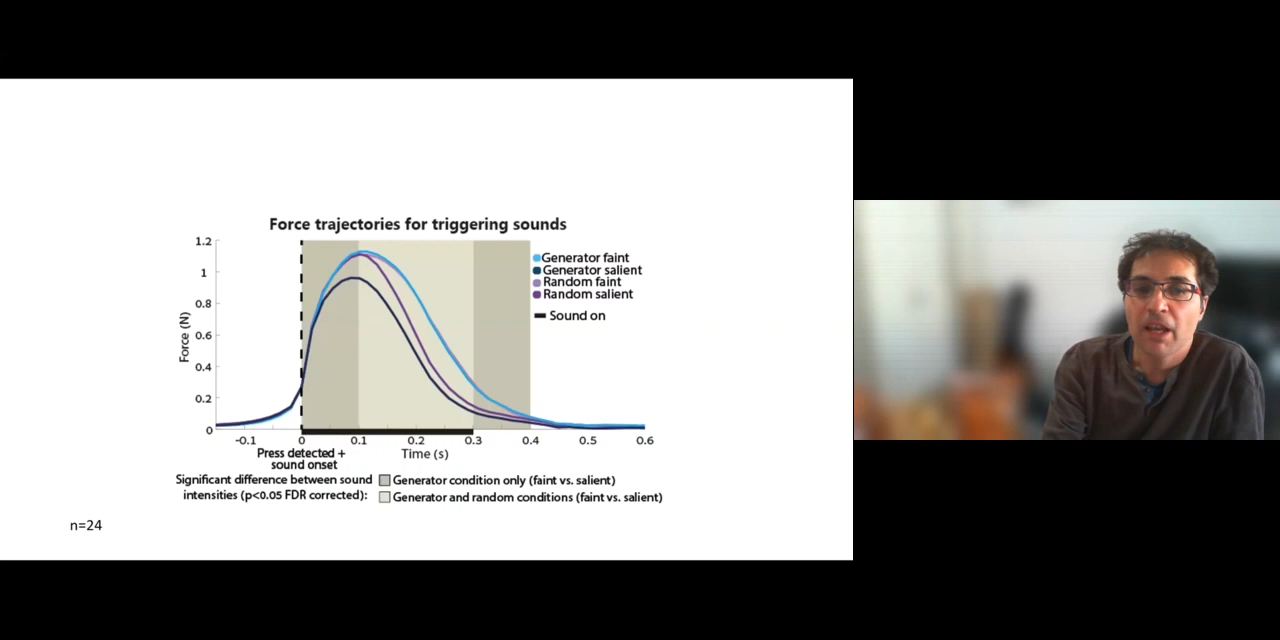 Force trajectories for triggering sounds
1.2
1
0.8
0.6
0.4
0.2
0
Force (N)
Generator faint
Generator salient
Random faint
Random salient
Sound on
-0.1
0
0.1
0.2
0.3
0.4
0.5
0.6
Press detected +
sound onset
Time (s)
Significant difference between sound
intensities (p<0.05 FDR corrected):
Generator condition only (faint vs. salient)
Generator and random conditions (faint vs. salient)
n=24